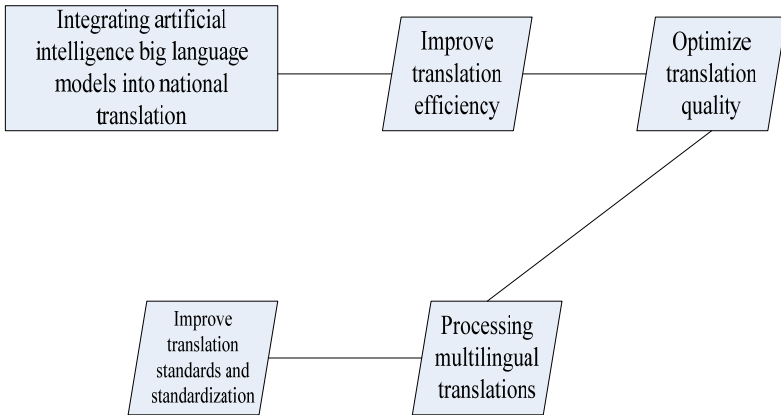 Integrating artificial
intelligence big language
models into national
translation
Improve
translation
efficiency
Optimize
translation
quality
Processing
multilingual
translations
Improve
translation
standards and
standardization